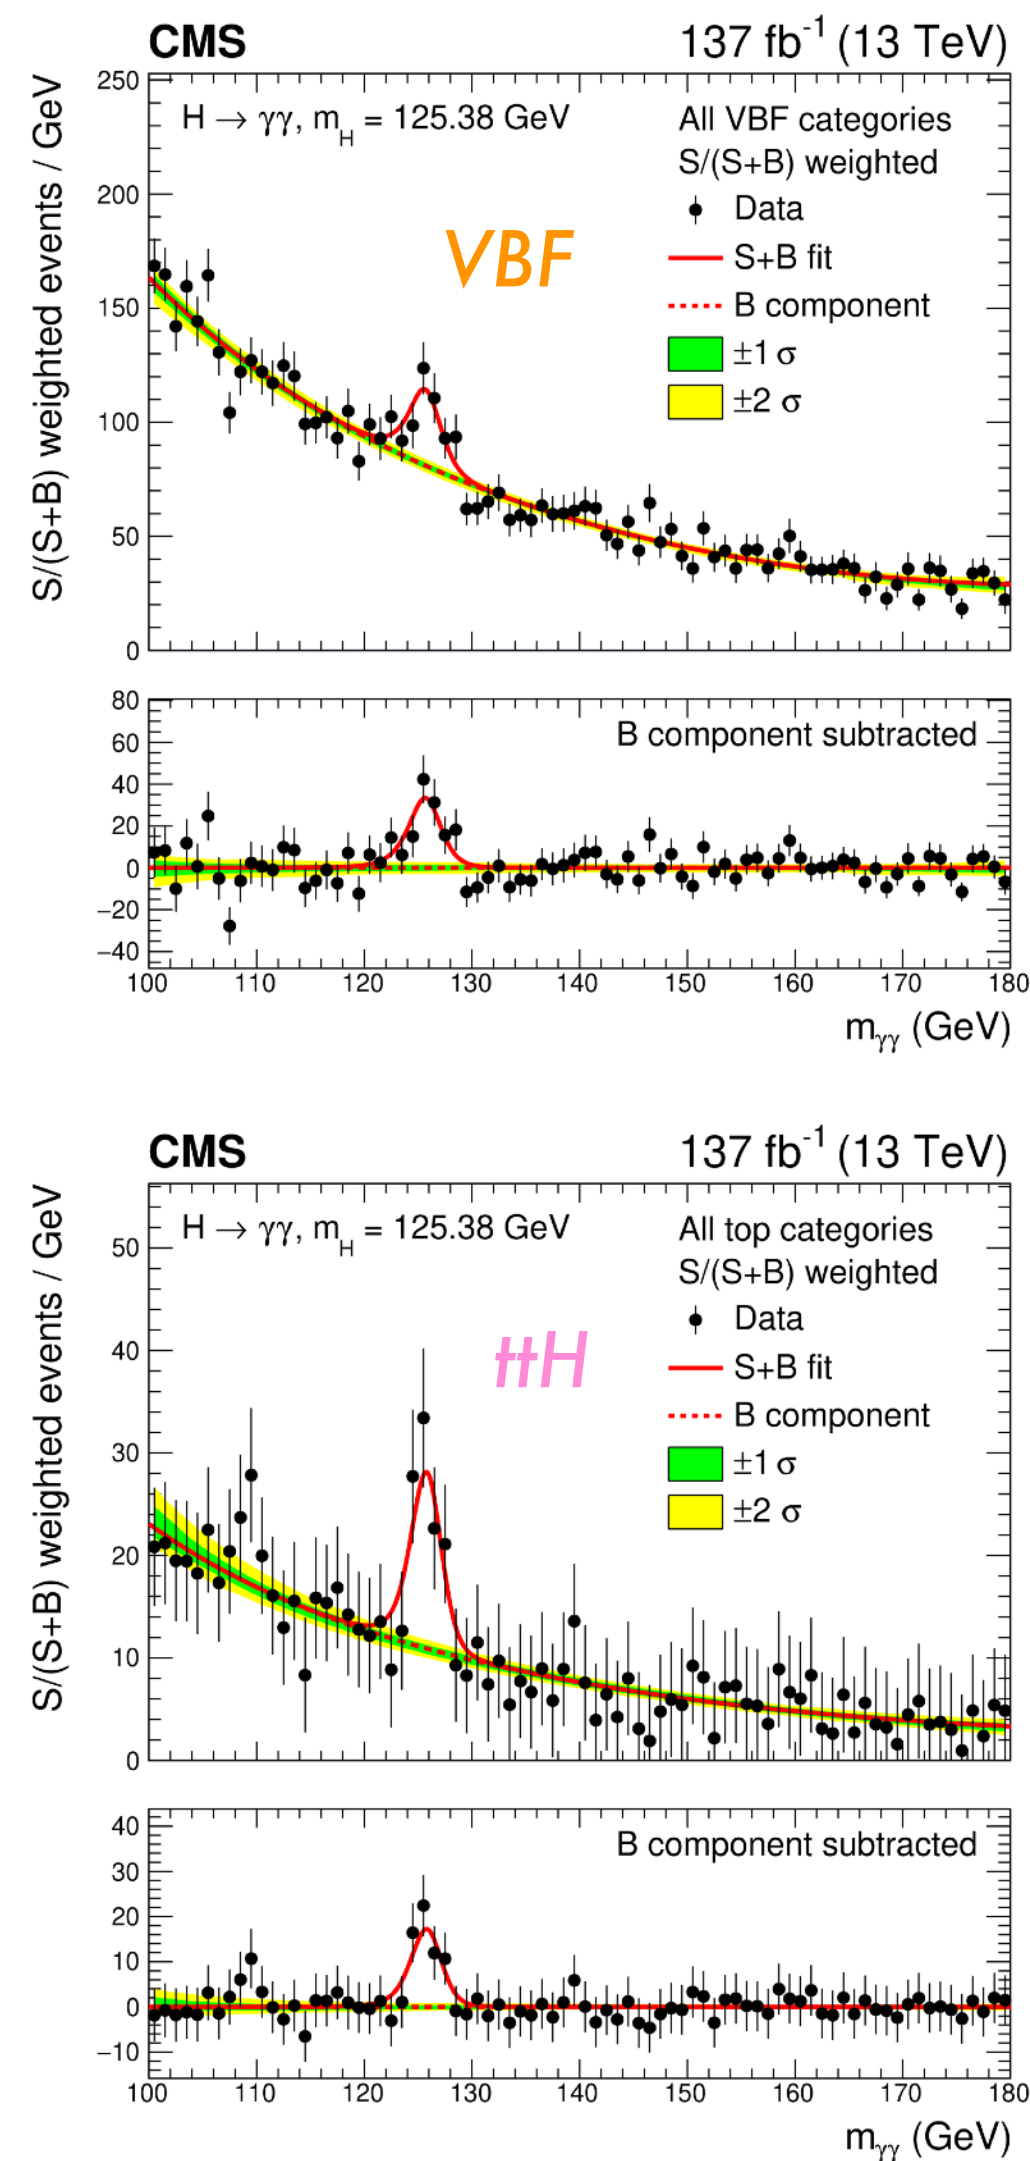 CMS 137 fb⁻¹ (13 TeV)
H → γγ, m_H = 125.38 GeV
All VBF categories
S/(S+B) weighted
Data
S+B fit
B component
±1 σ
±2 σ
VBF
S/(S+B) weighted events / GeV
250
200
150
100
50
0
B component subtracted
80
60
40
20
0
−20
−40
100 110 120 130 140 150 160 170 180
m_γγ (GeV)
CMS 137 fb⁻¹ (13 TeV)
H → γγ, m_H = 125.38 GeV
All top categories
S/(S+B) weighted
Data
S+B fit
B component
±1 σ
±2 σ
ttH
S/(S+B) weighted events / GeV
50
40
30
20
10
0
B component subtracted
40
30
20
10
0
−10
100 110 120 130 140 150 160 170 180
m_γγ (GeV)